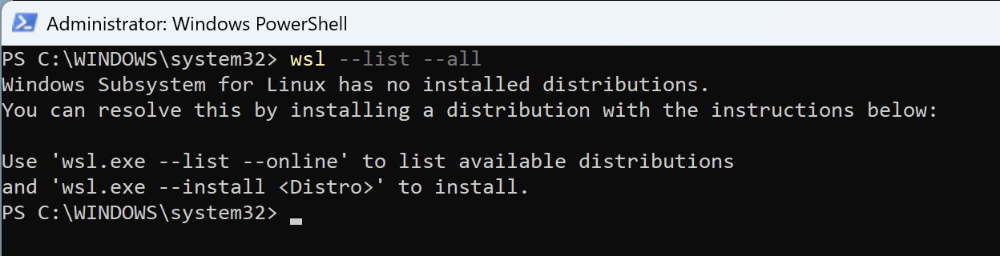 Administrator: Windows PowerShell
PS C:\WINDOWS\system32> wsl --list --all
Windows Subsystem for Linux has no installed distributions.
You can resolve this by installing a distribution with the instructions below:
Use 'wsl.exe --list --online' to list available distributions
and 'wsl.exe --install <Distro>' to install.
PS C:\WINDOWS\system32>